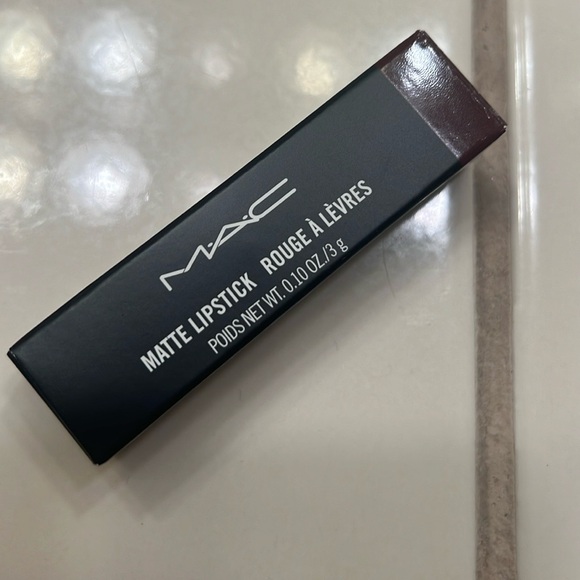 M·A·C
MATTE LIPSTICK ROUGE À LÈVRES
POIDS NET WT. 0.10 OZ./3 g